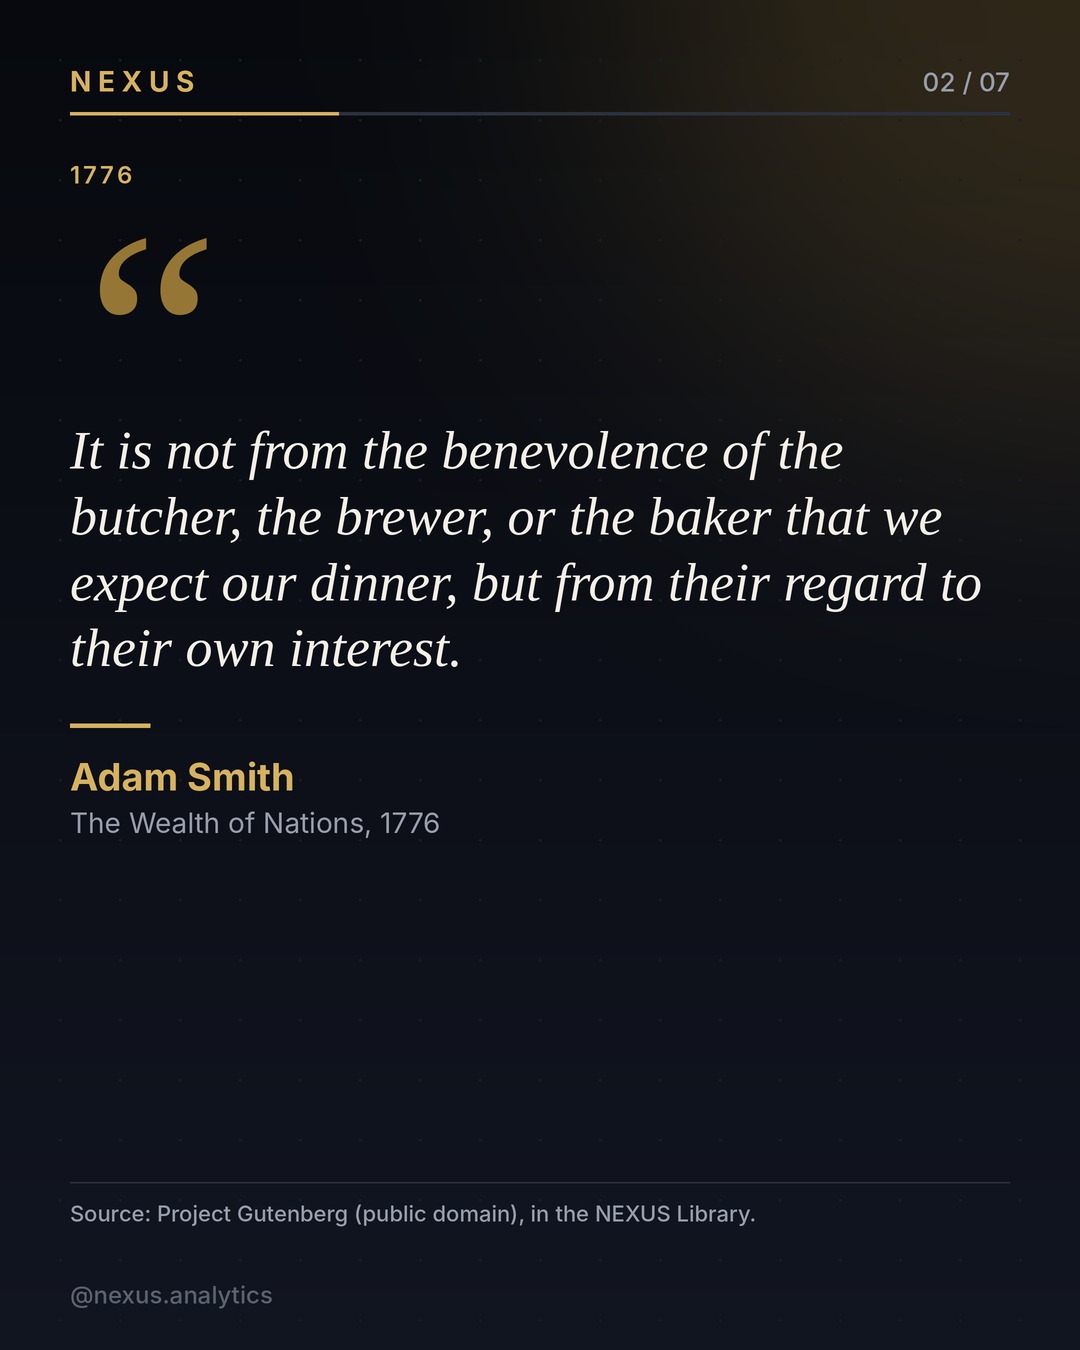 NEXUS
02 / 07
1776
“
It is not from the benevolence of the
butcher, the brewer, or the baker that we
expect our dinner, but from their regard to
their own interest.
Adam Smith
The Wealth of Nations, 1776
Source: Project Gutenberg (public domain), in the NEXUS Library.
@nexus.analytics